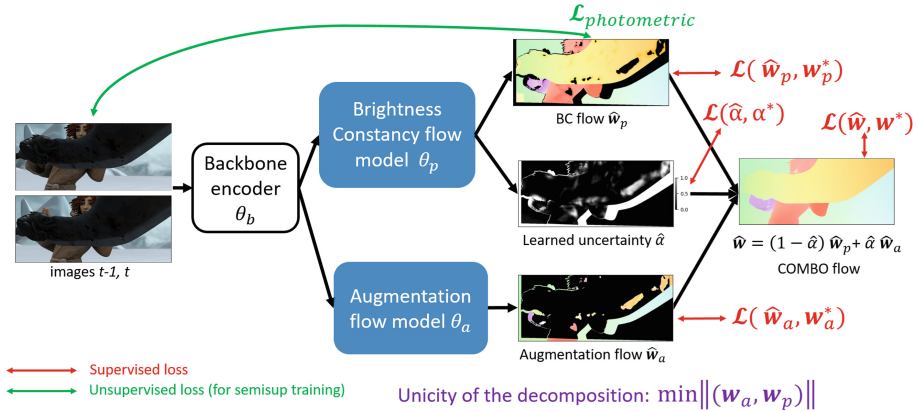 ℒ_photometric
Brightness
Constancy flow
model θ_p
BC flow ŵ_p
ℒ( ŵ_p, w_p^*)
ℒ(α̂, α^*)
ℒ(ŵ, w^*)
Backbone
encoder
θ_b
images t-1, t
1.0
0.5
0.0
Learned uncertainty α̂
ŵ = (1 − α̂) ŵ_p + α̂ ŵ_a
COMBO flow
Augmentation
flow model θ_a
Augmentation flow ŵ_a
ℒ( ŵ_a, w_a^*)
Supervised loss
Unsupervised loss (for semisup training)
Unicity of the decomposition: min‖(w_a, w_p)‖